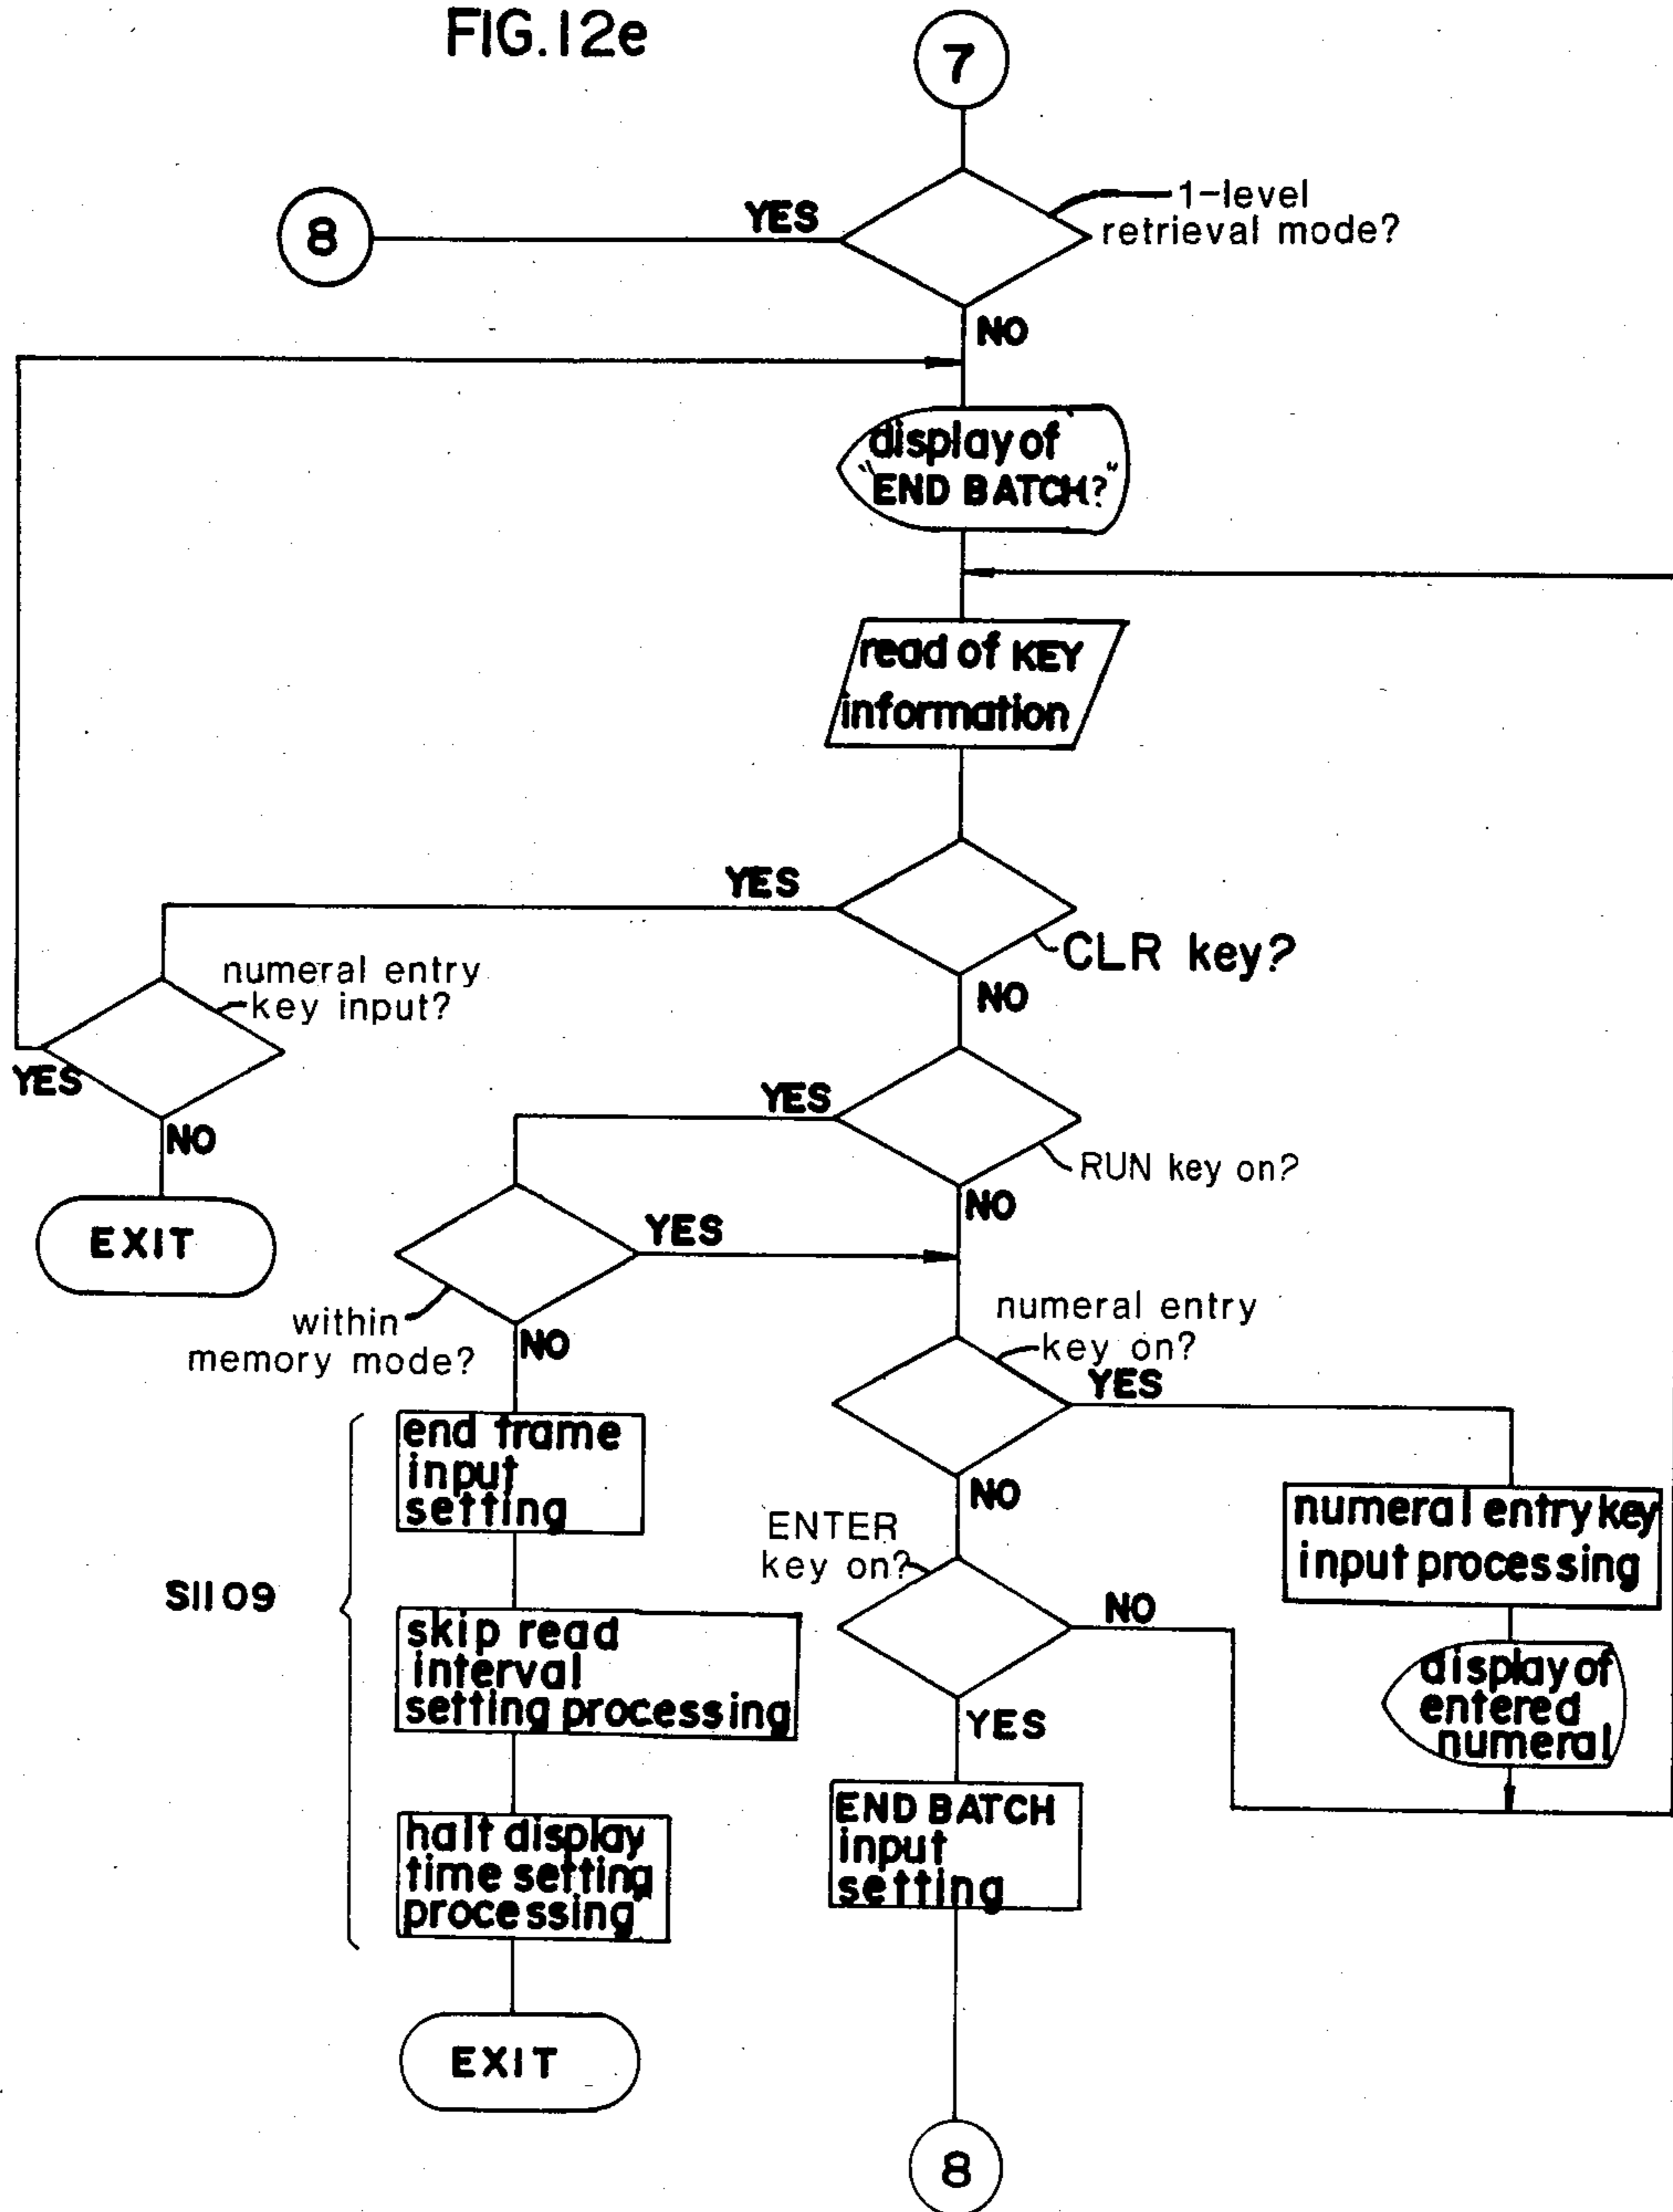 FIG.12e
7
8
YES
1-level
retrieval mode?
NO
display of
"END BATCH?"
read of KEY
information
YES
CLR key?
numeral entry
key input?
NO
YES
YES
NO
RUN key on?
EXIT
YES
NO
within
memory mode?
NO
numeral entry
key on?
YES
end frame
input
setting
NO
ENTER
key on?
numeral entry key
input processing
S1109
skip read
interval
setting processing
NO
display of
entered
numeral
YES
END BATCH
input
setting
halt display
time setting
processing
EXIT
8